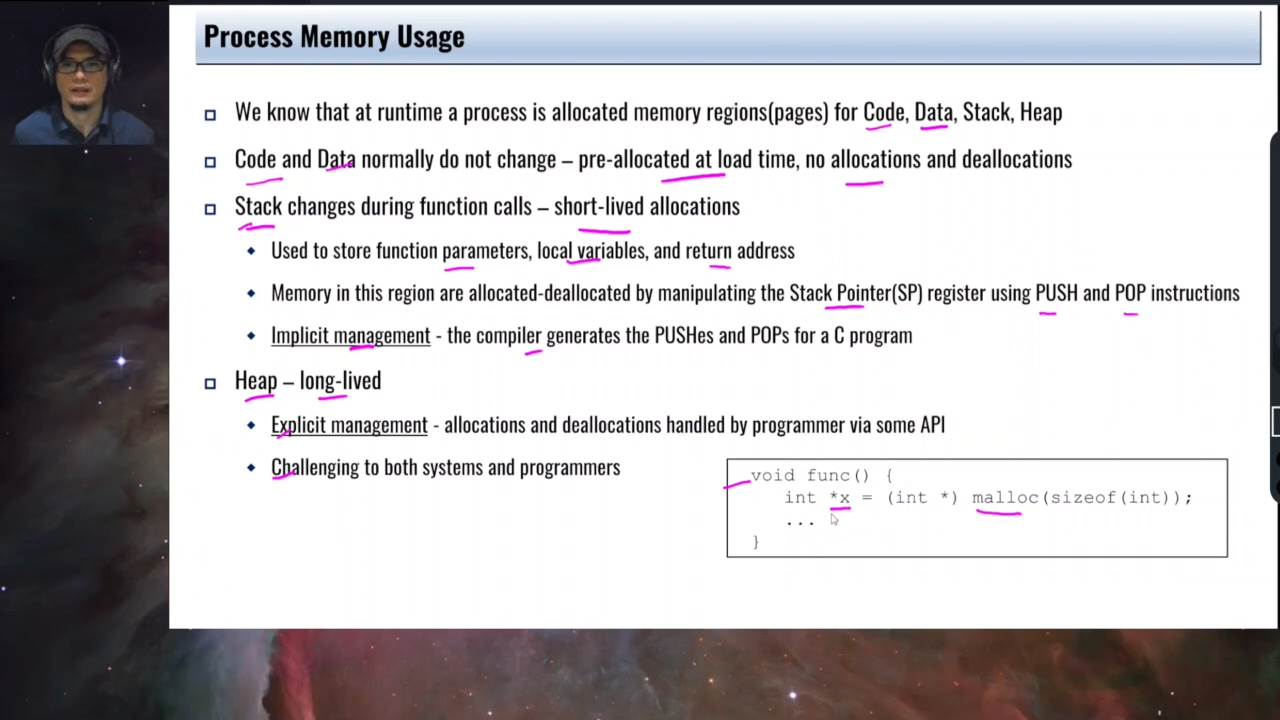 Process Memory Usage
We know that at runtime a process is allocated memory regions(pages) for Code, Data, Stack, Heap
Code and Data normally do not change – pre-allocated at load time, no allocations and deallocations
Stack changes during function calls – short-lived allocations
Used to store function parameters, local variables, and return address
Memory in this region are allocated-deallocated by manipulating the Stack Pointer(SP) register using PUSH and POP instructions
Implicit management - the compiler generates the PUSHes and POPs for a C program
Heap – long-lived
Explicit management - allocations and deallocations handled by programmer via some API
Challenging to both systems and programmers
void func() {
int *x = (int *) malloc(sizeof(int));
...
}